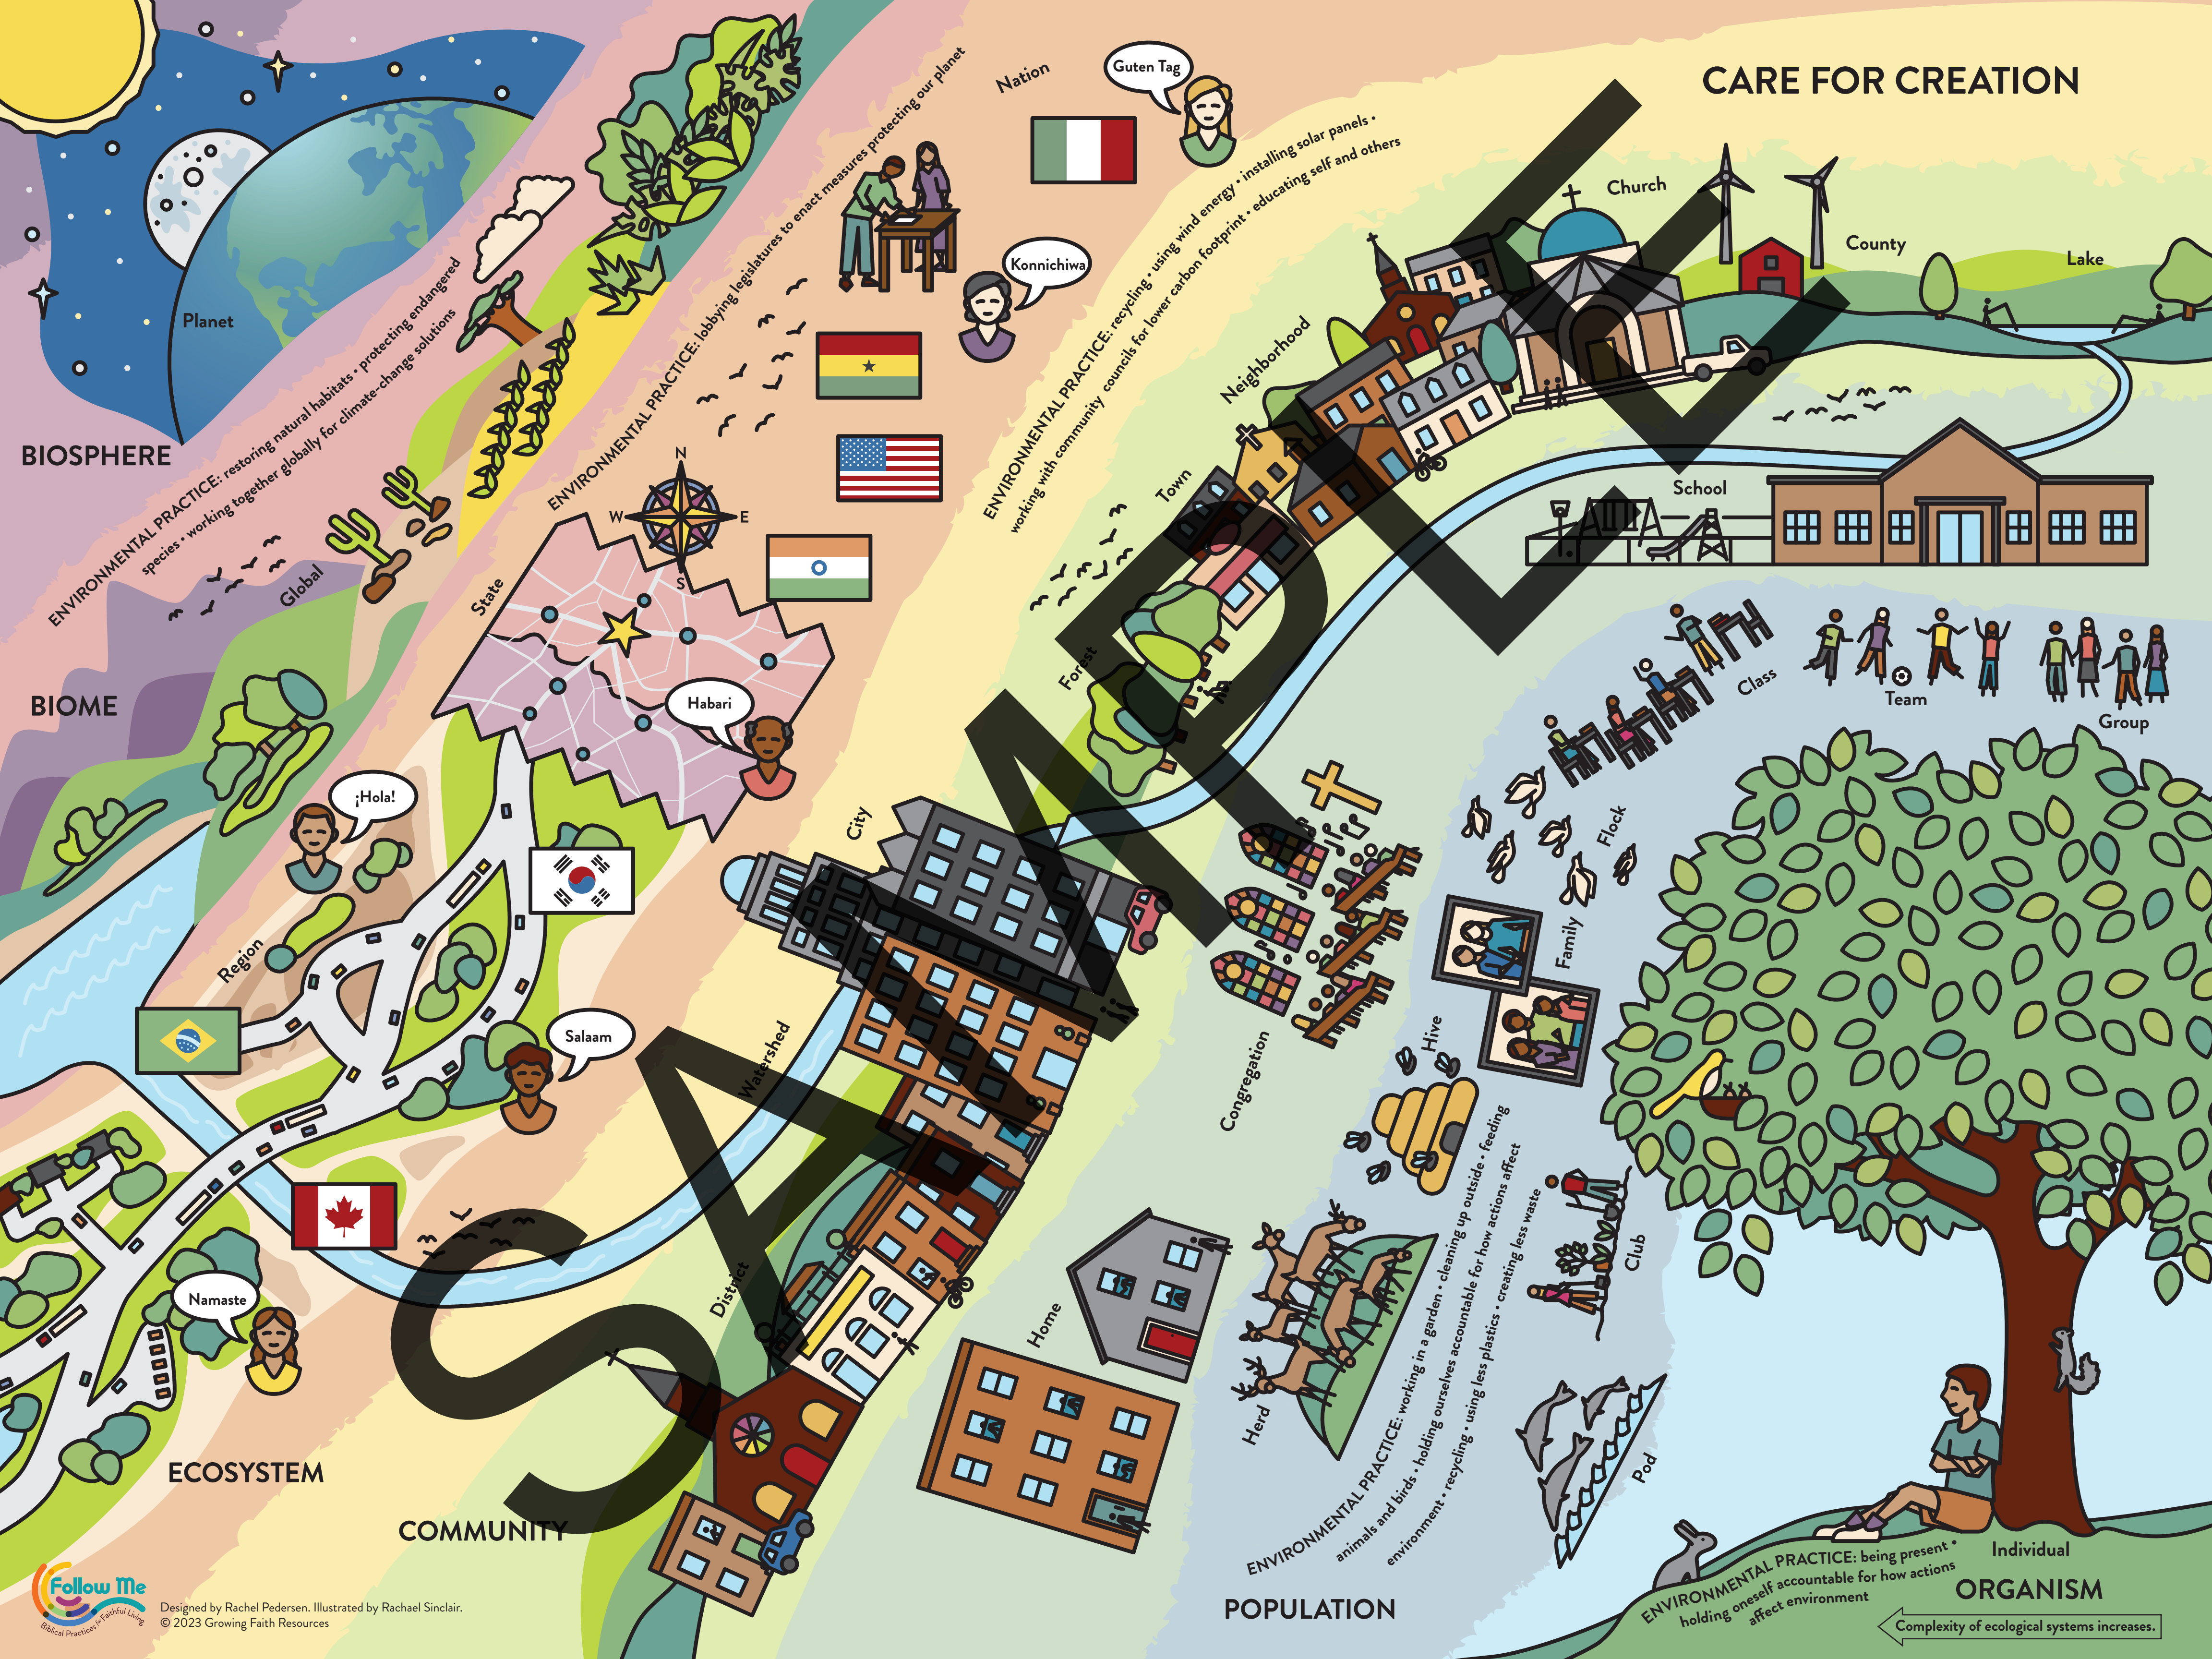 CARE FOR CREATION
Planet
BIOSPHERE
ENVIRONMENTAL PRACTICE: restoring natural habitats • protecting endangered
species • working together globally for climate-change solutions
Global
BIOME
ENVIRONMENTAL PRACTICE: lobbying legislatures to enact measures protecting our planet
Nation
Guten Tag
Konnichiwa
N
W
E
S
State
Habari
¡Hola!
Region
Salaam
Namaste
ECOSYSTEM
ENVIRONMENTAL PRACTICE: recycling • using wind energy • installing solar panels •
working with community councils for lower carbon footprint • educating self and others
Church
County
Lake
Neighborhood
Town
Forest
City
Watershed
District
COMMUNITY
School
Class
Team
Group
Flock
Family
Hive
Congregation
Home
Herd
Club
Pod
ENVIRONMENTAL PRACTICE: working in a garden • cleaning up outside • feeding
animals and birds • holding ourselves accountable for how actions affect
environment • recycling • using less plastics • creating less waste
POPULATION
Individual
ENVIRONMENTAL PRACTICE: being present •
holding oneself accountable for how actions
affect environment
ORGANISM
Complexity of ecological systems increases.
SAMPLE
Follow Me
Biblical Practices for Faithful Living
Designed by Rachel Pedersen. Illustrated by Rachael Sinclair.
© 2023 Growing Faith Resources